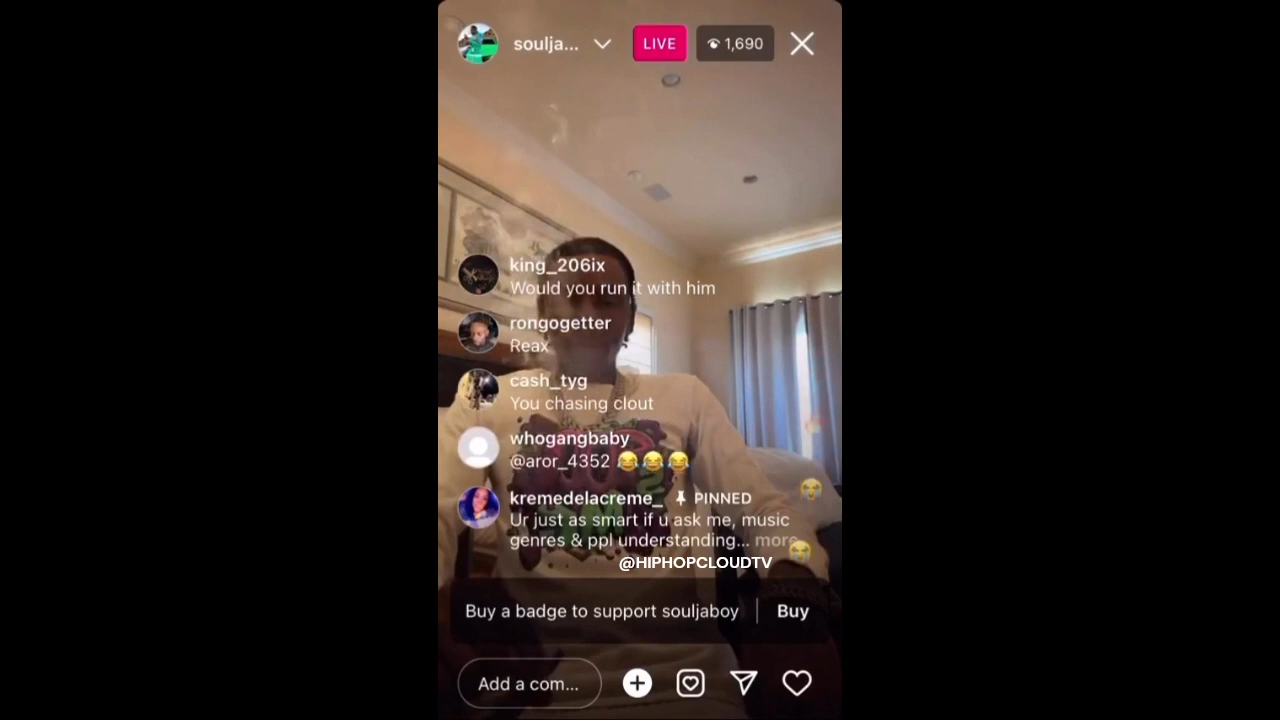 soulja...
LIVE
1,690
king_206ix
Would you run it with him
rongogetter
Reax
cash_tyg
You chasing clout
whogangbaby
@aror_4352 😂😂😂
kremedelacreme_ PINNED
Ur just as smart if u ask me, music
genres & ppl understanding... more
@HIPHOPCLOUDTV
Buy a badge to support souljaboy
Buy
Add a com...